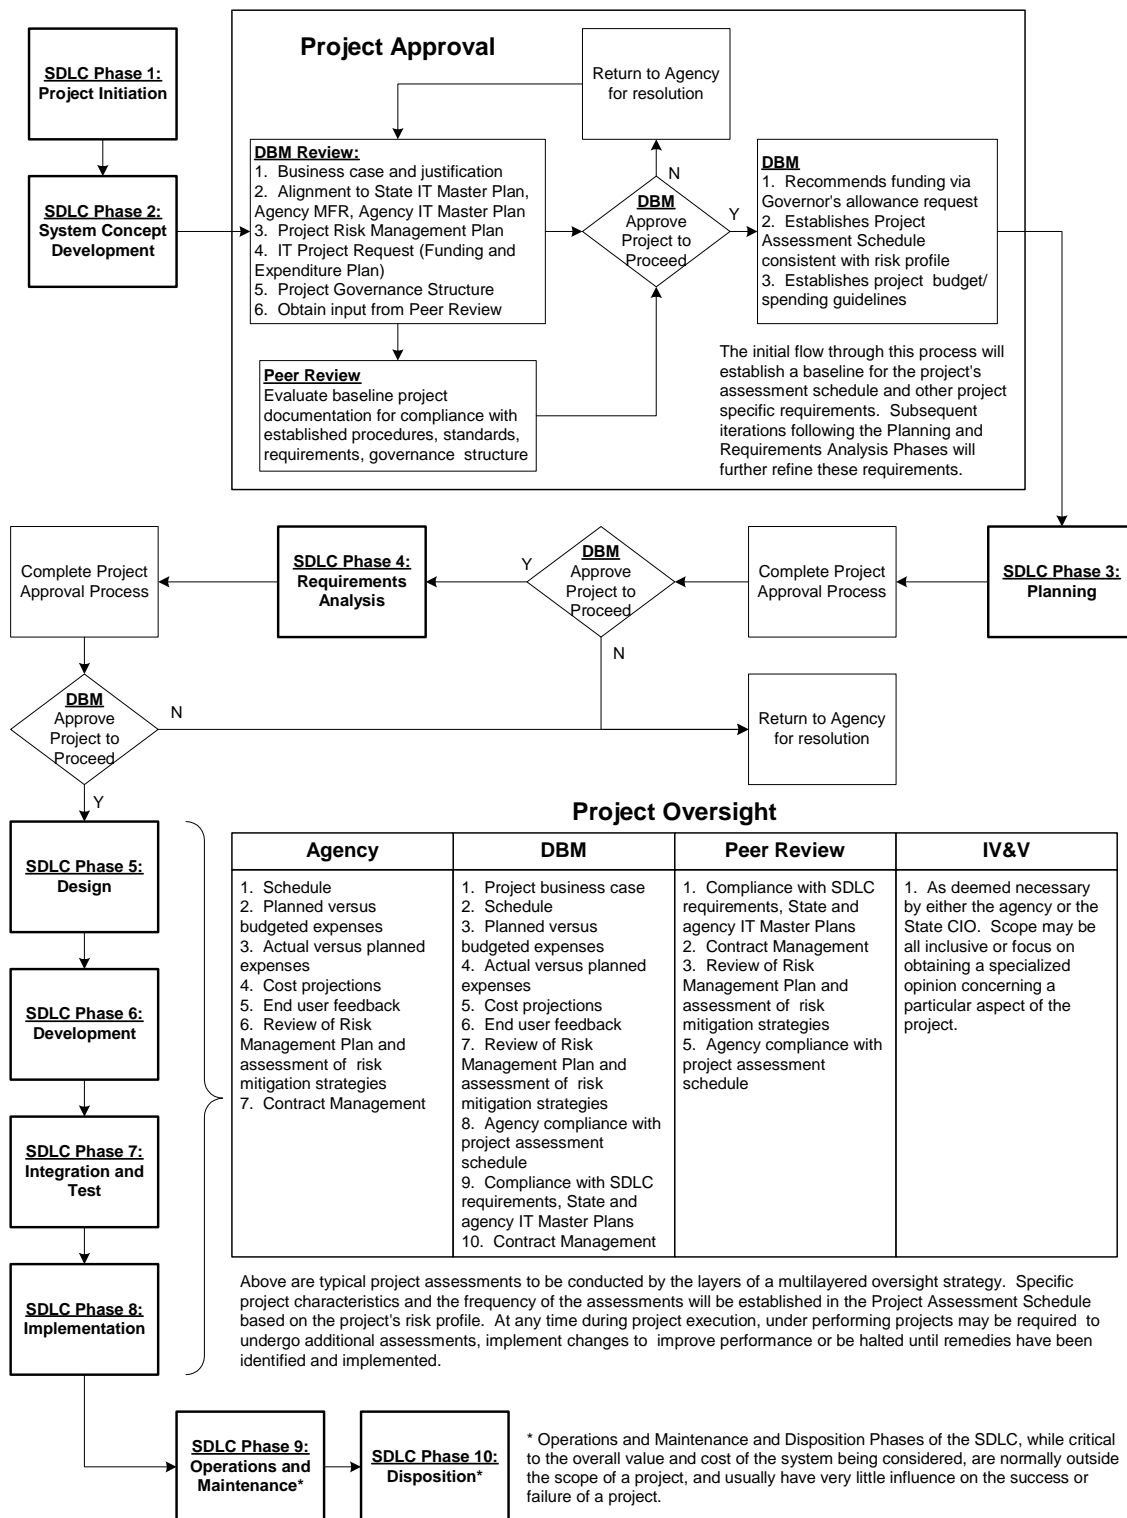 Project Approval
SDLC Phase 1:
Project Initiation
SDLC Phase 2:
System Concept
Development
Return to Agency
for resolution
DBM Review:
1. Business case and justification
2. Alignment to State IT Master Plan,
Agency MFR, Agency IT Master Plan
3. Project Risk Management Plan
4. IT Project Request (Funding and
Expenditure Plan)
5. Project Governance Structure
6. Obtain input from Peer Review
N
DBM
Approve
Project to
Proceed
Y
DBM
1. Recommends funding via
Governor's allowance request
2. Establishes Project
Assessment Schedule
consistent with risk profile
3. Establishes project budget/
spending guidelines
Peer Review
Evaluate baseline project
documentation for compliance with
established procedures, standards,
requirements, governance structure
The initial flow through this process will
establish a baseline for the project's
assessment schedule and other project
specific requirements. Subsequent
iterations following the Planning and
Requirements Analysis Phases will
further refine these requirements.
Complete Project
Approval Process
SDLC Phase 4:
Requirements
Analysis
Y
DBM
Approve
Project to
Proceed
N
Complete Project
Approval Process
SDLC Phase 3:
Planning
DBM
Approve
Project to
Proceed
N
Y
Return to Agency
for resolution
SDLC Phase 5:
Design
SDLC Phase 6:
Development
SDLC Phase 7:
Integration and
Test
SDLC Phase 8:
Implementation
Project Oversight
Agency
1. Schedule
2. Planned versus
budgeted expenses
3. Actual versus planned
expenses
4. Cost projections
5. End user feedback
6. Review of Risk
Management Plan and
assessment of risk
mitigation strategies
7. Contract Management
DBM
1. Project business case
2. Schedule
3. Planned versus
budgeted expenses
4. Actual versus planned
expenses
5. Cost projections
6. End user feedback
7. Review of Risk
Management Plan and
assessment of risk
mitigation strategies
8. Agency compliance with
project assessment
schedule
9. Compliance with SDLC
requirements, State and
agency IT Master Plans
10. Contract Management
Peer Review
1. Compliance with SDLC
requirements, State and
agency IT Master Plans
2. Contract Management
3. Review of Risk
Management Plan and
assessment of risk
mitigation strategies
5. Agency compliance with
project assessment
schedule
IV&V
1. As deemed necessary
by either the agency or the
State CIO. Scope may be
all inclusive or focus on
obtaining a specialized
opinion concerning a
particular aspect of the
project.
Above are typical project assessments to be conducted by the layers of a multilayered oversight strategy. Specific
project characteristics and the frequency of the assessments will be established in the Project Assessment Schedule
based on the project's risk profile. At any time during project execution, under performing projects may be required to
undergo additional assessments, implement changes to improve performance or be halted until remedies have been
identified and implemented.
SDLC Phase 9:
Operations and
Maintenance*
SDLC Phase 10:
Disposition*
* Operations and Maintenance and Disposition Phases of the SDLC, while critical
to the overall value and cost of the system being considered, are normally outside
the scope of a project, and usually have very little influence on the success or
failure of a project.